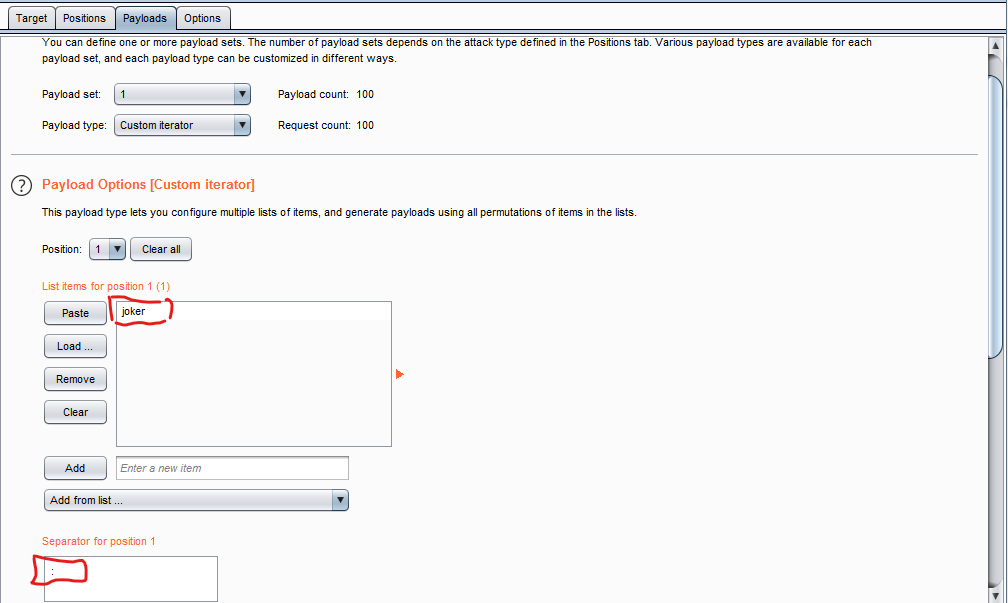 Target Positions Payloads Options
You can define one or more payload sets. The number of payload sets depends on the attack type defined in the Positions tab. Various payload types are available for each
payload set, and each payload type can be customized in different ways.
Payload set: 1 Payload count: 100
Payload type: Custom iterator Request count: 100
? Payload Options [Custom iterator]
This payload type lets you configure multiple lists of items, and generate payloads using all permutations of items in the lists.
Position: 1 Clear all
List items for position 1 (1)
Paste joker
Load ...
Remove
Clear
Add Enter a new item
Add from list ...
Separator for position 1
: